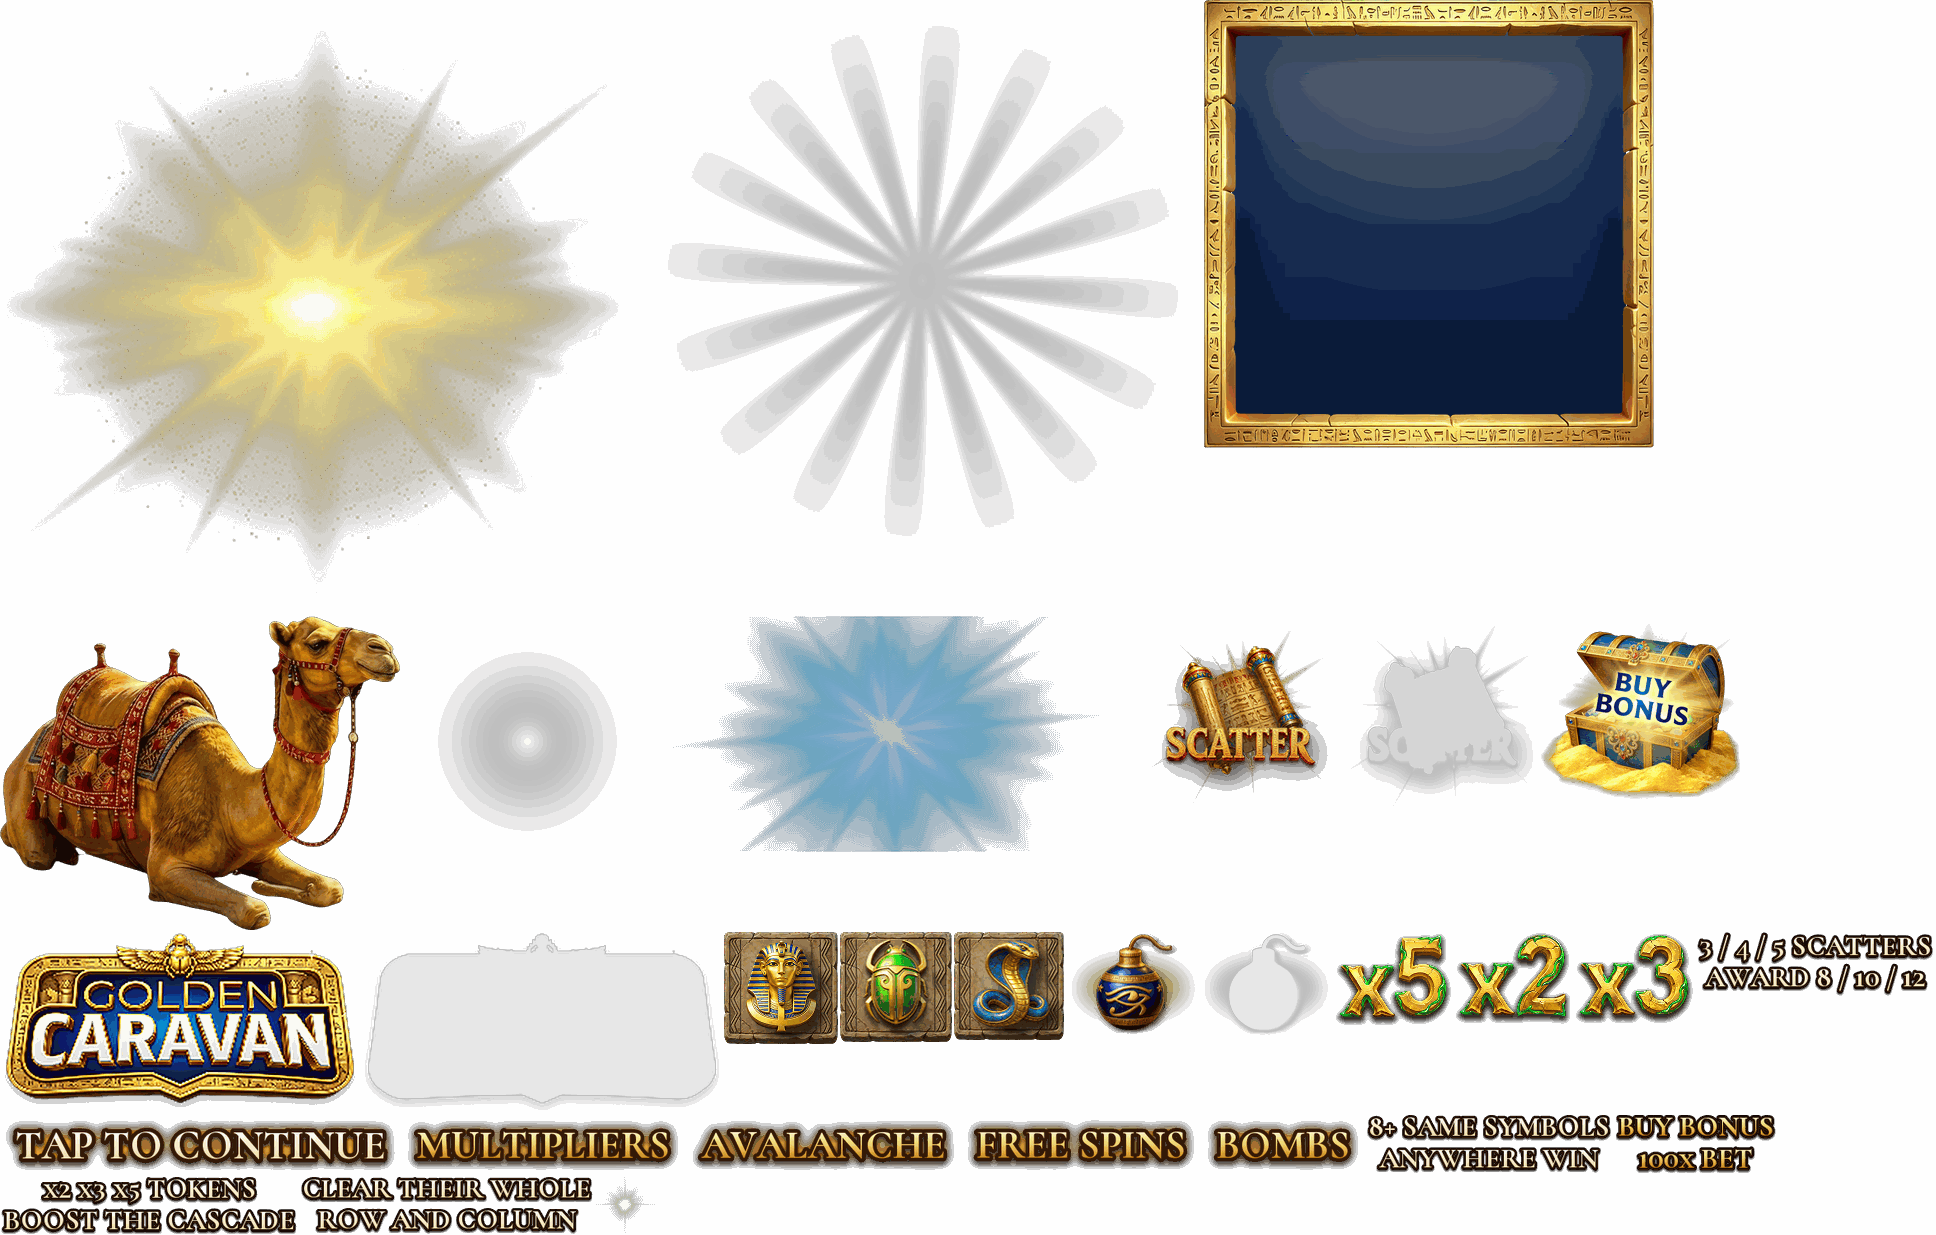 SCATTER
SCATTER
BUY
BONUS
GOLDEN
CARAVAN
x5 x2 x3
3 / 4 / 5 SCATTERS
AWARD 8 / 10 / 12
TAP TO CONTINUE
MULTIPLIERS
AVALANCHE
FREE SPINS
BOMBS
8+ SAME SYMBOLS
ANYWHERE WIN
BUY BONUS
100X BET
X2 X3 X5 TOKENS
BOOST THE CASCADE
CLEAR THEIR WHOLE
ROW AND COLUMN